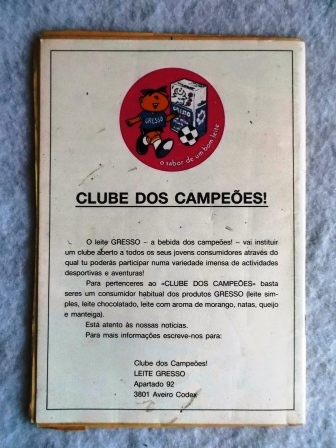 GRESSO
GRESSO
o sabor de um bom leite
CLUBE DOS CAMPEÕES!
O leite GRESSO – a bebida dos campeões! – vai instituir
um clube aberto a todos os seus jovens consumidores através do
qual tu poderás participar numa variedade imensa de actividades
desportivas e aventuras!
Para pertenceres ao «CLUBE DOS CAMPEÕES» basta
seres um consumidor habitual dos produtos GRESSO (leite sim-
ples, leite chocolatado, leite com aroma de morango, natas, queijo
e manteiga).
Está atento às nossas notícias.
Para mais informações escreve-nos para:
Clube dos Campeões!
LEITE GRESSO
Apartado 92
3801 Aveiro Codex